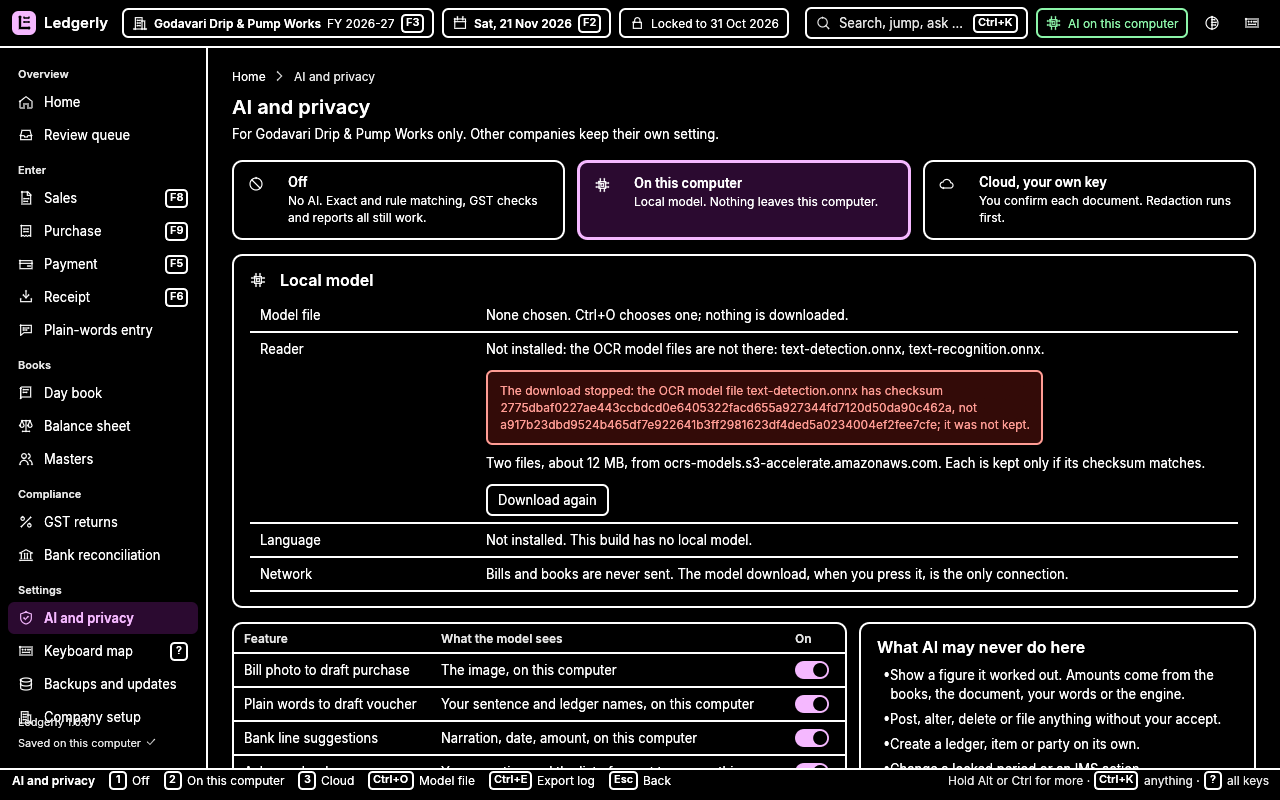 Ledgerly
Godavari Drip & Pump Works FY 2026-27 F3
Sat, 21 Nov 2026 F2
Locked to 31 Oct 2026
Search, jump, ask ... Ctrl+K
AI on this computer
Overview
Home
Review queue
Enter
Sales F8
Purchase F9
Payment F5
Receipt F6
Plain-words entry
Books
Day book
Balance sheet
Masters
Compliance
GST returns
Bank reconciliation
Settings
AI and privacy
Keyboard map ?
Backups and updates
Company setup
Ledgerly 1.0.0
Saved on this computer
Home > AI and privacy
AI and privacy
For Godavari Drip & Pump Works only. Other companies keep their own setting.
Off
No AI. Exact and rule matching, GST checks
and reports all still work.
On this computer
Local model. Nothing leaves this computer.
Cloud, your own key
You confirm each document. Redaction runs
first.
Local model
Model file None chosen. Ctrl+O chooses one; nothing is downloaded.
Reader Not installed: the OCR model files are not there: text-detection.onnx, text-recognition.onnx.
The download stopped: the OCR model file text-detection.onnx has checksum
2775dbaf0227ae443ccbdcd0e6405322facd655a927344fd7120d50da90c462a, not
a917b23dbd9524b465df7e922641b3ff2981623df4ded5a0234004ef2fee7cfe; it was not kept.
Two files, about 12 MB, from ocrs-models.s3-accelerate.amazonaws.com. Each is kept only if its checksum matches.
Download again
Language Not installed. This build has no local model.
Network Bills and books are never sent. The model download, when you press it, is the only connection.
Feature What the model sees On
Bill photo to draft purchase The image, on this computer
Plain words to draft voucher Your sentence and ledger names, on this computer
Bank line suggestions Narration, date, amount, on this computer
What AI may never do here
•Show a figure it worked out. Amounts come from the
books, the document, your words or the engine.
•Post, alter, delete or file anything without your accept.
•Create a ledger, item or party on its own.
AI and privacy 1 Off 2 On this computer 3 Cloud Ctrl+O Model file Ctrl+E Export log Esc Back
Hold Alt or Ctrl for more · Ctrl+K anything · ? all keys